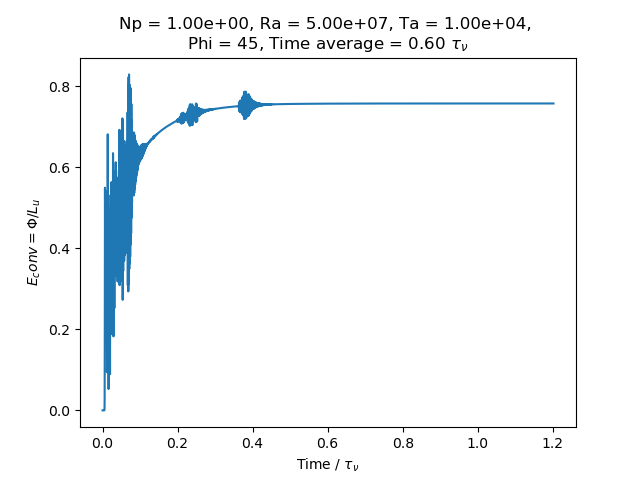 Np = 1.00e+00, Ra = 5.00e+07, Ta = 1.00e+04,
Phi = 45, Time average = 0.60 τᵥ
E_conv = Φ/L_u
0.8
0.6
0.4
0.2
0.0
0.0 0.2 0.4 0.6 0.8 1.0 1.2
Time / τᵥ